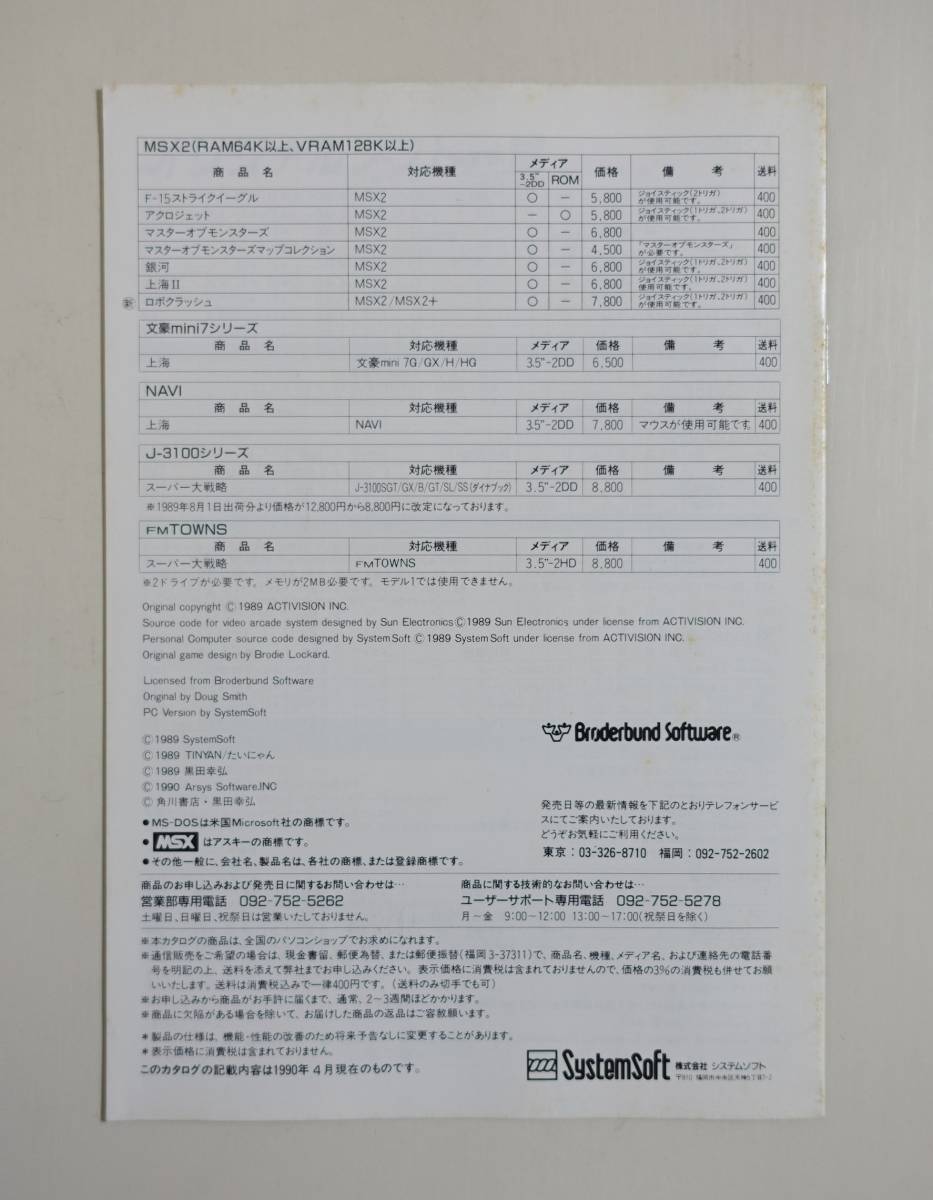 MSX2(RAM64K以上、VRAM128K以上)
商品名 対応機種 メディア 3.5"-2DD ROM 価格 備考 送料
F-15ストライクイーグル MSX2 ○ − 5,800 ジョイスティック(2トリガ)が使用可能です。 400
アクロジェット MSX2 − ○ 5,800 ジョイスティック(1トリガ、2トリガ)が使用可能です。 400
マスターオブモンスターズ MSX2 ○ − 6,800 400
マスターオブモンスターズマップコレクション MSX2 ○ − 4,500 「マスターオブモンスターズ」が必要です。 400
銀河 MSX2 ○ − 6,800 ジョイスティック(1トリガ、2トリガ)が使用可能です。 400
上海II MSX2 ○ − 6,800 ジョイスティック(1トリガ、2トリガ)使用可能です。 400
新 ロボクラッシュ MSX2/MSX2+ ○ − 7,800 ジョイスティック(1トリガ、2トリガ)が使用可能です。 400
文豪mini7シリーズ
商品名 対応機種 メディア 価格 備考 送料
上海 文豪mini 7G/GX/H/HG 3.5"-2DD 6,500 400
NAVI
商品名 対応機種 メディア 価格 備考 送料
上海 NAVI 3.5"-2DD 7,800 マウスが使用可能です。 400
J-3100シリーズ
商品名 対応機種 メディア 価格 備考 送料
スーパー大戦略 J-3100SGT/GX/B/GT/SL/SS(ダイナブック) 3.5"-2DD 8,800 400
※1989年8月1日出荷分より価格が12,800円から8,800円に改定になっております。
FMTOWNS
商品名 対応機種 メディア 価格 備考 送料
スーパー大戦略 FMTOWNS 3.5"-2HD 8,800 400
※2ドライブが必要です。メモリが2MB必要です。モデル1では使用できません。
Original copyright © 1989 ACTIVISION INC.
Source code for video arcade system designed by Sun Electronics © 1989 Sun Electronics under license from ACTIVISION INC.
Personal Computer source code designed by SystemSoft © 1989 SystemSoft under license from ACTIVISION INC.
Original game design by Brodie Lockard.
Licensed from Broderbund Software
Original by Doug Smith
PC Version by SystemSoft
Broderbund Software®
© 1989 SystemSoft
© 1989 TINYAN/たいにゃん
© 1989 黒田幸弘
© 1990 Arsys Software.INC
© 角川書店・黒田幸弘
●MS-DOSは米国Microsoft社の商標です。
●MSXはアスキーの商標です。
●その他一般に、会社名、製品名は、各社の商標、または登録商標です。
発売日等の最新情報を下記のとおりテレフォンサービ
スにてご案内いたしております。
どうぞお気軽にご利用ください。
東京：03-326-8710 福岡：092-752-2602
商品のお申し込みおよび発売日に関するお問い合わせは…
営業部専用電話 092-752-5262
土曜日、日曜日、祝祭日は営業いたしておりません。
商品に関する技術的なお問い合わせは…
ユーザーサポート専用電話 092-752-5278
月～金 9:00−12:00 13:00−17:00(祝祭日を除く)
※本カタログの商品は、全国のパソコンショップでお求めになれます。
※通信販売をご希望の場合は、現金書留、郵便為替、または郵便振替(福岡3-37311)で、商品名、機種、メディア名、および連絡先の電話番
号を明記の上、送料を添えて弊社までお申し込みください。表示価格に消費税は含まれておりませんので、価格の3%の消費税も併せてお願
いいたします。送料は消費税込みで一律400円です。(送料のみ切手でも可)
※お申し込みから商品がお手許に届くまで、通常、2～3週間ほどかかります。
※商品に欠陥がある場合を除いて、お届けした商品の返品はご容赦願います。
＊製品の仕様は、機能・性能の改善のため将来予告なしに変更することがあります。
＊表示価格に消費税は含まれておりません。
このカタログの記載内容は1990年4月現在のものです。
SystemSoft 株式会社 システムソフト
〒810 福岡市中央区天神5丁目7-2